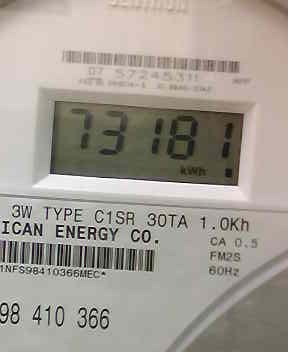 CENTRON
07 57245311
73181
kWh
3W TYPE C1SR 30TA 1.0Kh
ICAN ENERGY CO.
CA 0.5
FM2S
60Hz
1NFS98410366MEC*
98 410 366